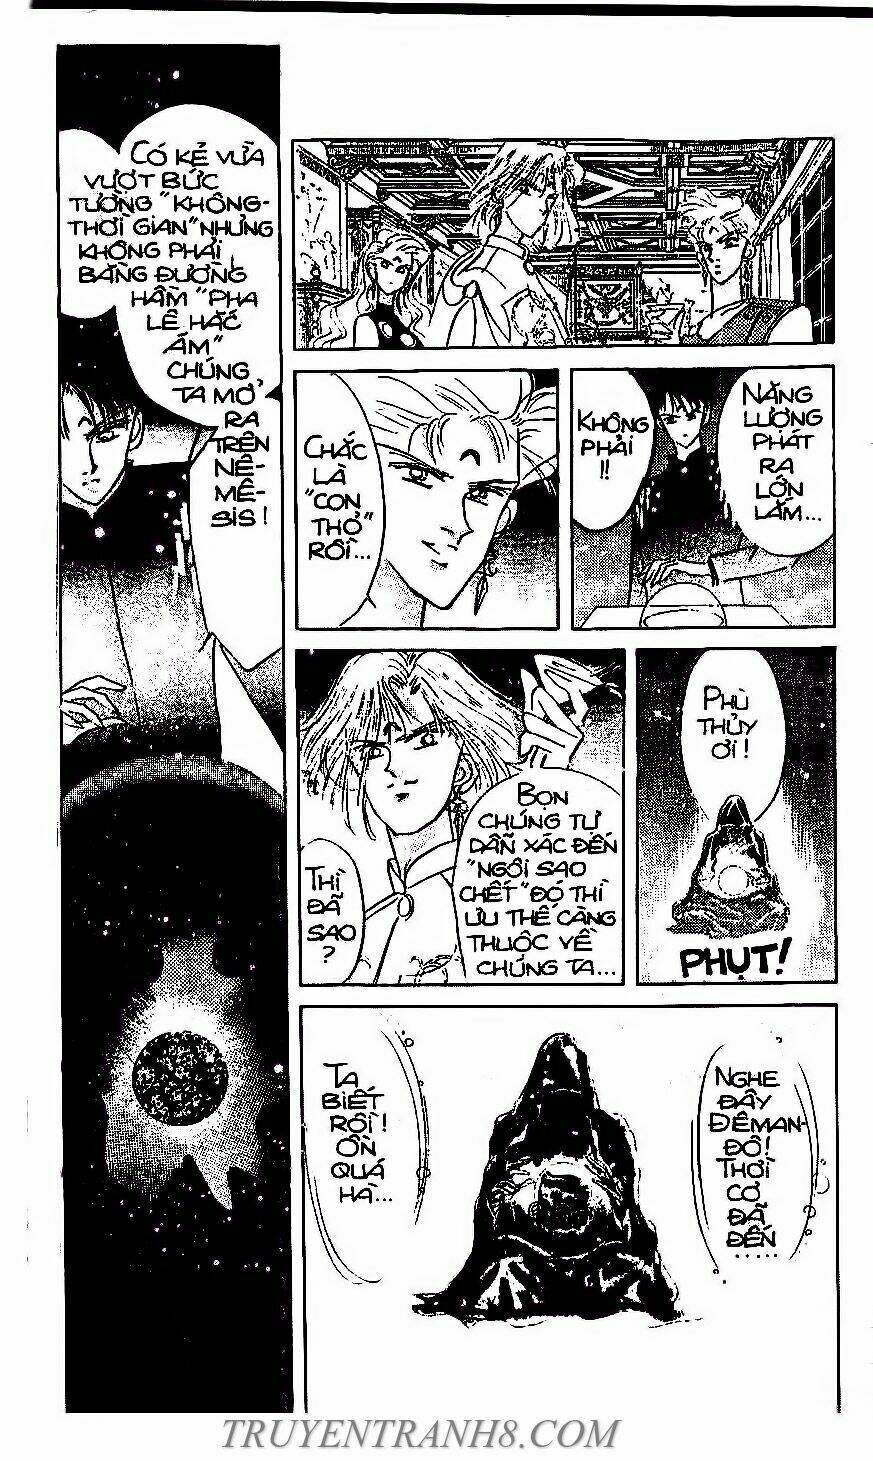 CÓ KẺ VỪA
VƯỢT BỨC
TƯỜNG "KHÔNG-
THỜI GIAN" NHƯNG
KHÔNG PHẢI
BẰNG ĐƯỜNG
HẦM "PHA
LÊ HẮC
ÁM"
CHÚNG
TA MỞ
RA
TRÊN
NÊ-
MÊ-
SIS!
NĂNG
LƯỢNG
PHÁT
RA
LỚN
LẮM...
KHÔNG
PHẢI
!!
CHẮC
LÀ
"CON
THỎ"
RỒI...
PHÙ
THỦY
ƠI!
PHỤT!
BỌN
CHÚNG TỰ
DẪN XÁC ĐẾN
"NGÔI SAO
CHẾT" ĐÓ THÌ
ƯU THẾ CÀNG
THUỘC VỀ
CHÚNG TA...
THÌ
ĐÃ
SAO
?
NGHE
ĐÂY
ĐÊMAN-
ĐÔ!
THỜI
CƠ
ĐÃ
ĐẾN
.....
TA
BIẾT
RỒI!
ỒN
QUÁ
HÀ...
TRUYENTRANH8.COM